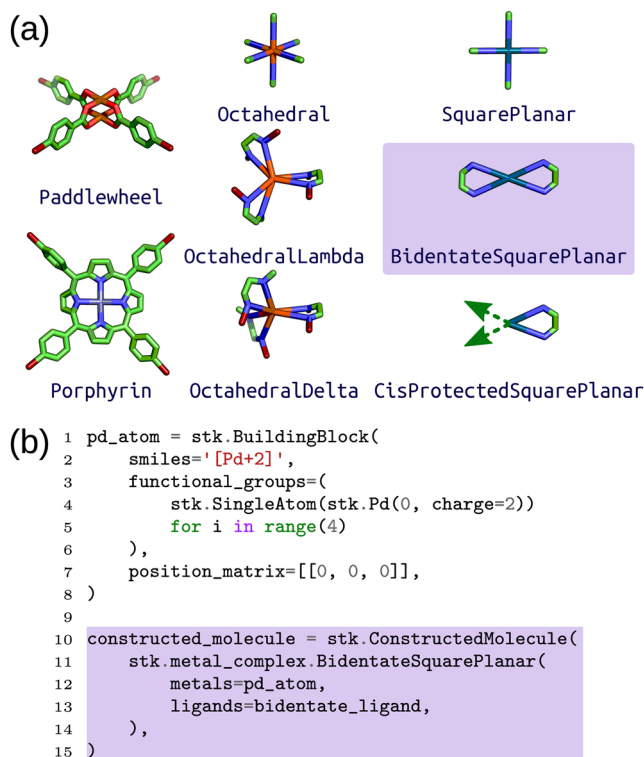 (a)
Octahedral
SquarePlanar
Paddlewheel
OctahedralLambda
BidentateSquarePlanar
Porphyrin
OctahedralDelta
CisProtectedSquarePlanar
(b)
1 pd_atom = stk.BuildingBlock(
2     smiles='[Pd+2]',
3     functional_groups=(
4         stk.SingleAtom(stk.Pd(0, charge=2))
5         for i in range(4)
6     ),
7     position_matrix=[[0, 0, 0]],
8 )
9
10 constructed_molecule = stk.ConstructedMolecule(
11     stk.metal_complex.BidentateSquarePlanar(
12         metals=pd_atom,
13         ligands=bidentate_ligand,
14     ),
15 )